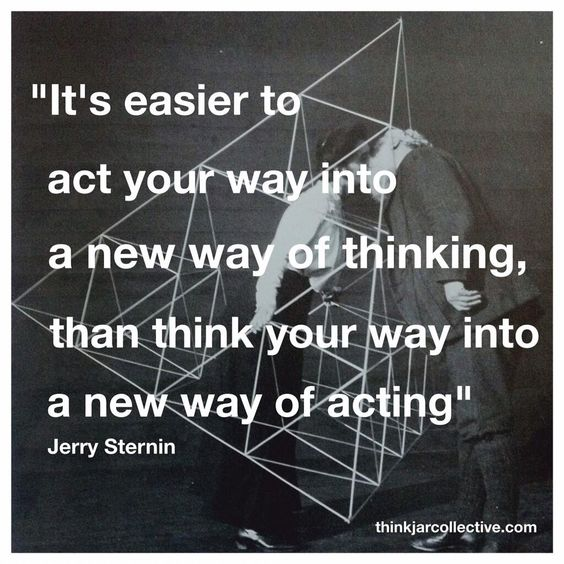 "It's easier to
act your way into
a new way of thinking,
than think your way into
a new way of acting"
Jerry Sternin
thinkjarcollective.com